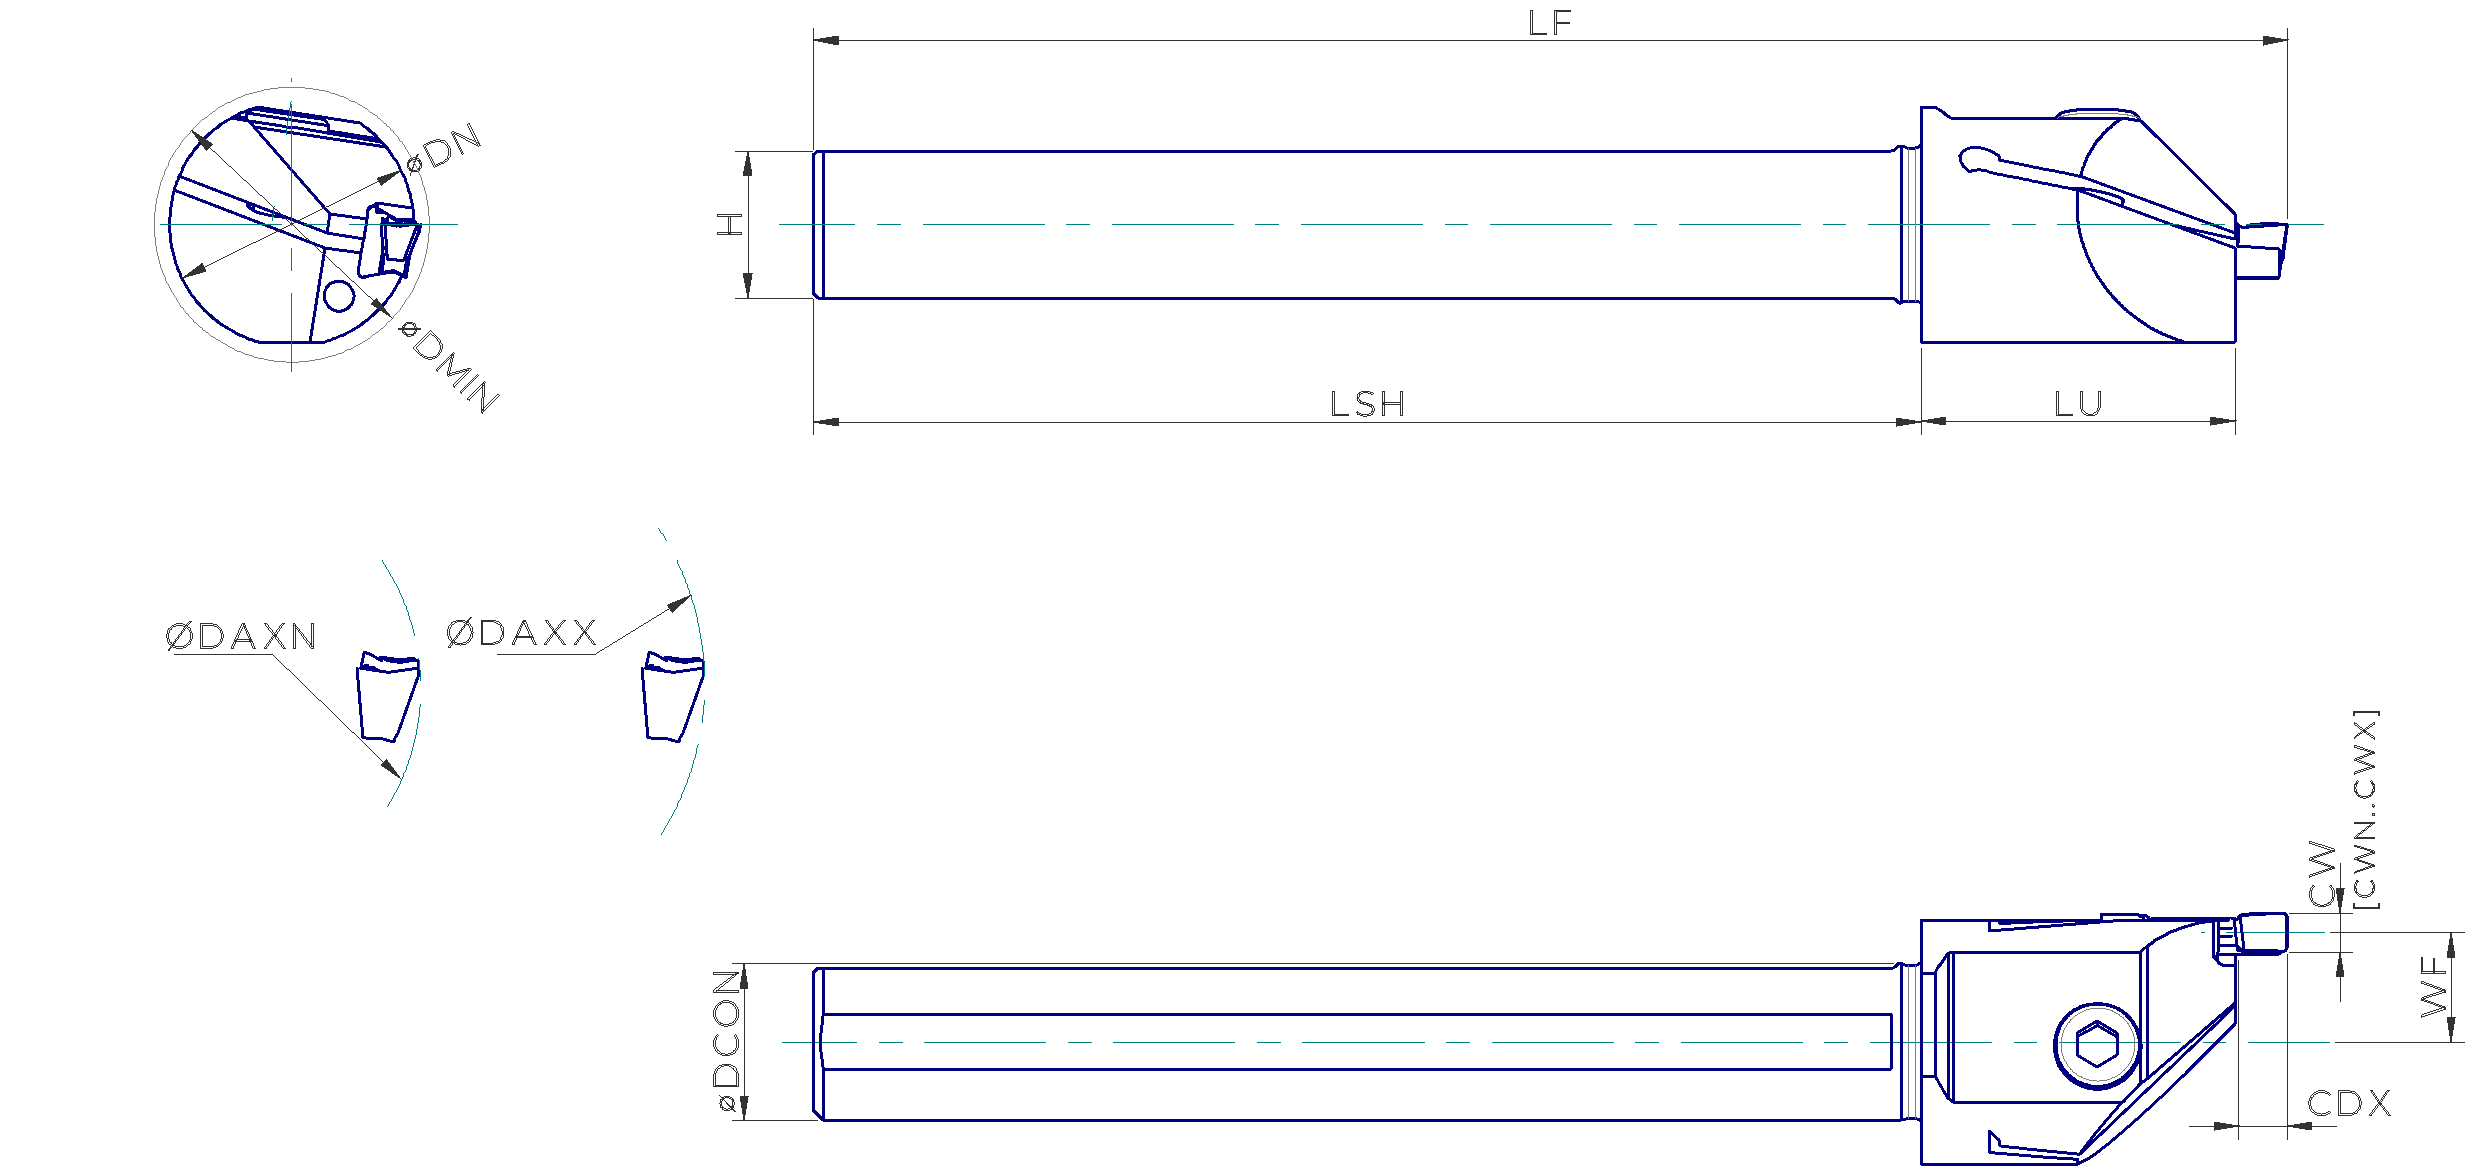 LF
øDN
H
øDMIN
LSH
LU
ØDAXN
ØDAXX
[CWN..CWX]
CW
WF
øDCON
CDX